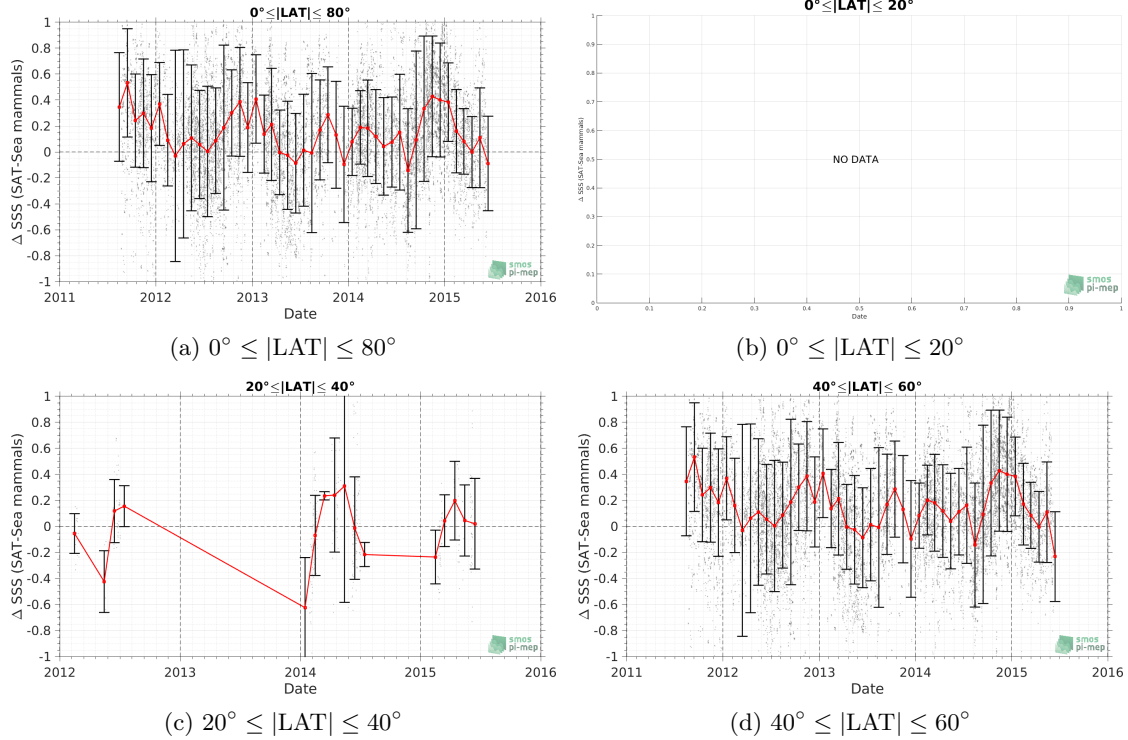 0°≤|LAT|≤ 80°
Δ SSS (SAT-Sea mammals)
1
0.8
0.6
0.4
0.2
0
-0.2
-0.4
-0.6
-0.8
-1
2011 2012 2013 2014 2015 2016
Date
smos
pi-mep
(a) 0° ≤ |LAT| ≤ 80°
0°≤|LAT|≤ 20°
Δ SSS (SAT-Sea mammals)
1
0.9
0.8
0.7
0.6
0.5
0.4
0.3
0.2
0.1
0
NO DATA
0 0.1 0.2 0.3 0.4 0.5 0.6 0.7 0.8 0.9 1
Date
smos
pi-mep
(b) 0° ≤ |LAT| ≤ 20°
20°≤|LAT|≤ 40°
Δ SSS (SAT-Sea mammals)
1
0.8
0.6
0.4
0.2
0
-0.2
-0.4
-0.6
-0.8
-1
2012 2013 2014 2015 2016
Date
smos
pi-mep
(c) 20° ≤ |LAT| ≤ 40°
40°≤|LAT|≤ 60°
Δ SSS (SAT-Sea mammals)
1
0.8
0.6
0.4
0.2
0
-0.2
-0.4
-0.6
-0.8
-1
2011 2012 2013 2014 2015 2016
Date
smos
pi-mep
(d) 40° ≤ |LAT| ≤ 60°